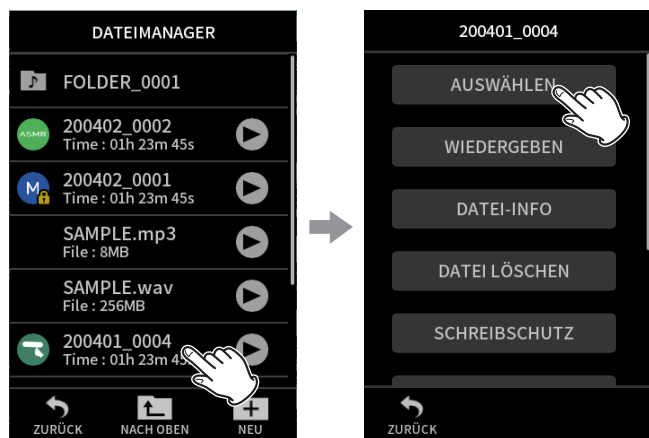 DATEIMANAGER
FOLDER_0001
ASMR
200402_0002
Time : 01h 23m 45s
M
200402_0001
Time : 01h 23m 45s
SAMPLE.mp3
File : 8MB
SAMPLE.wav
File : 256MB
200401_0004
Time : 01h 23m 45
ZURÜCK
NACH OBEN
NEU
200401_0004
AUSWÄHLEN
WIEDERGEBEN
DATEI-INFO
DATEI LÖSCHEN
SCHREIBSCHUTZ
ZURÜCK